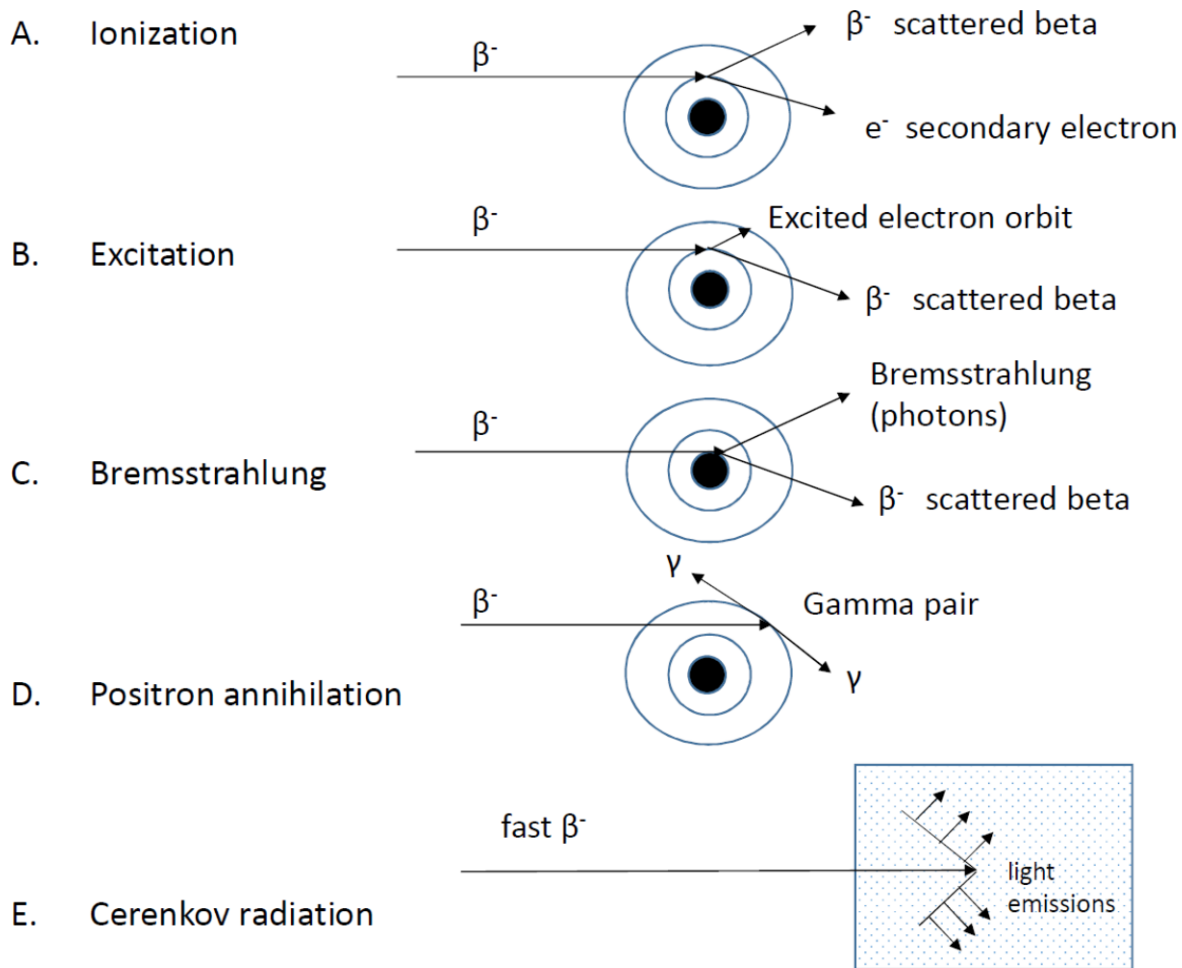 A. Ionization
β⁻
β⁻ scattered beta
e⁻ secondary electron
B. Excitation
β⁻
Excited electron orbit
β⁻ scattered beta
C. Bremsstrahlung
β⁻
Bremsstrahlung
(photons)
β⁻ scattered beta
D. Positron annihilation
β⁻
γ
Gamma pair
γ
E. Cerenkov radiation
fast β⁻
light
emissions